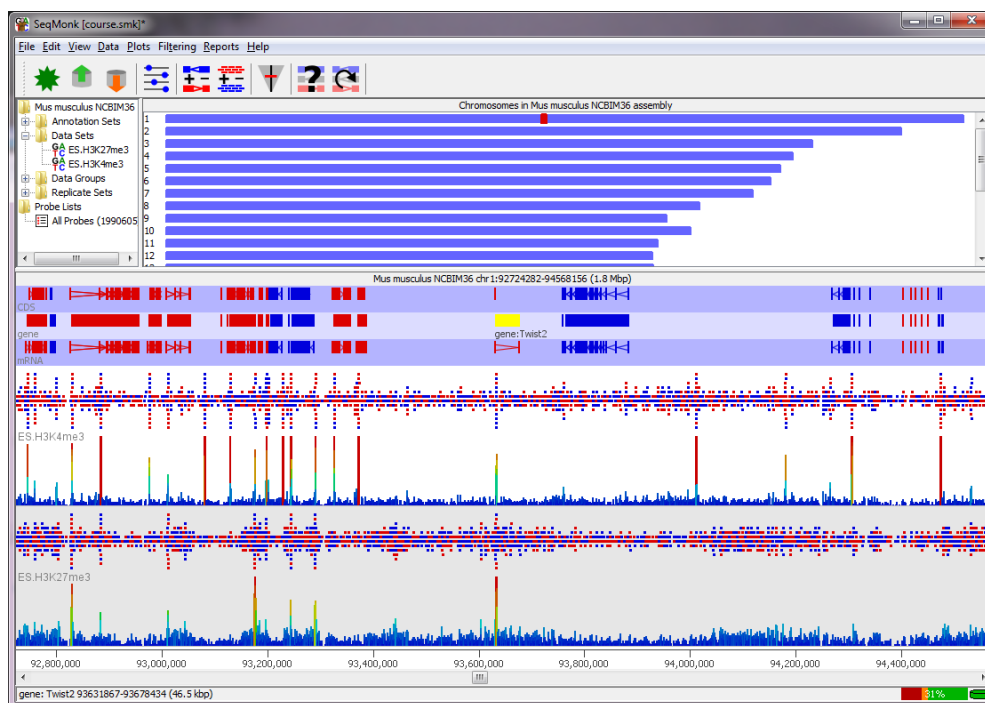 SeqMonk [course.smk]*
File Edit View Data Plots Filtering Reports Help
Mus musculus NCBIM36
Annotation Sets
Data Sets
ES.H3K27me3
ES.H3K4me3
Data Groups
Replicate Sets
Probe Lists
All Probes (1990605
Chromosomes in Mus musculus NCBIM36 assembly
1
2
3
4
5
6
7
8
9
10
11
12
Mus musculus NCBIM36 chr1:92724282-94568156 (1.8 Mbp)
CDS
gene
gene:Twist2
mRNA
ES.H3K4me3
ES.H3K27me3
92,800,000 93,000,000 93,200,000 93,400,000 93,600,000 93,800,000 94,000,000 94,200,000 94,400,000
gene: Twist2 93631867-93678434 (46.5 kbp)
31%